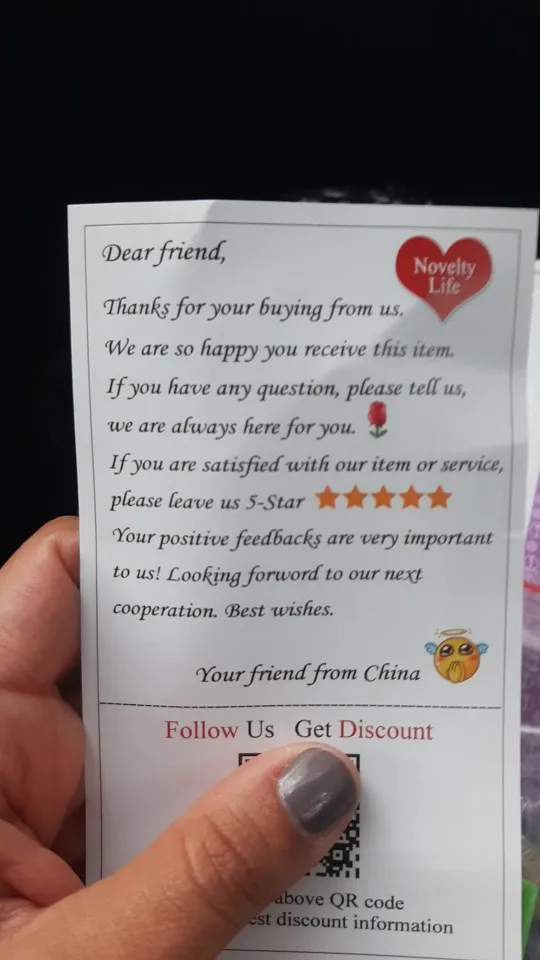 Dear friend,
Novelty
Life
Thanks for your buying from us.
We are so happy you receive this item.
If you have any question, please tell us,
we are always here for you.
If you are satisfied with our item or service,
please leave us 5-Star
Your positive feedbacks are very important
to us! Looking forword to our next
cooperation. Best wishes.
Your friend from China
Follow Us Get Discount
above QR code
discount information